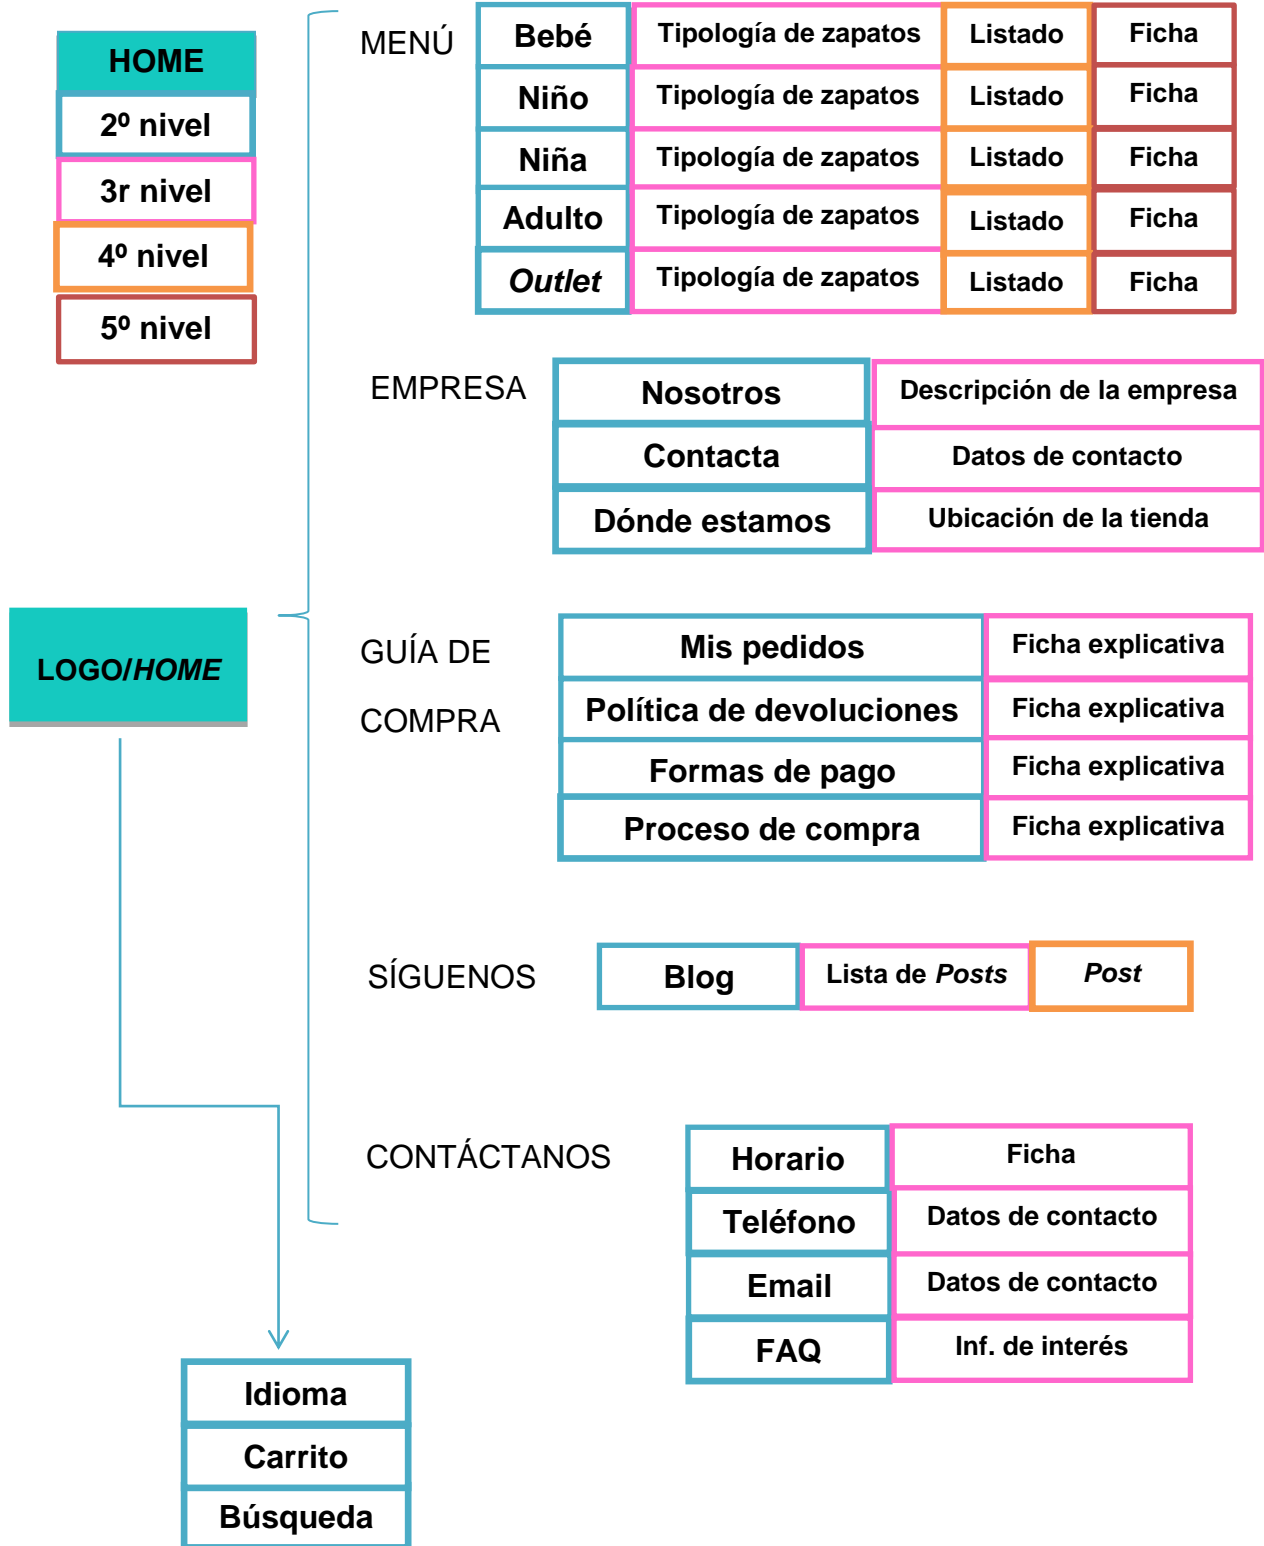 HOME
2º nivel
3r nivel
4º nivel
5º nivel
MENÚ
Bebé Tipología de zapatos Listado Ficha
Niño Tipología de zapatos Listado Ficha
Niña Tipología de zapatos Listado Ficha
Adulto Tipología de zapatos Listado Ficha
Outlet Tipología de zapatos Listado Ficha
EMPRESA
Nosotros Descripción de la empresa
Contacta Datos de contacto
Dónde estamos Ubicación de la tienda
LOGO/HOME
GUÍA DE
COMPRA
Mis pedidos Ficha explicativa
Política de devoluciones Ficha explicativa
Formas de pago Ficha explicativa
Proceso de compra Ficha explicativa
SÍGUENOS
Blog Lista de Posts Post
CONTÁCTANOS
Horario Ficha
Teléfono Datos de contacto
Email Datos de contacto
FAQ Inf. de interés
Idioma
Carrito
Búsqueda